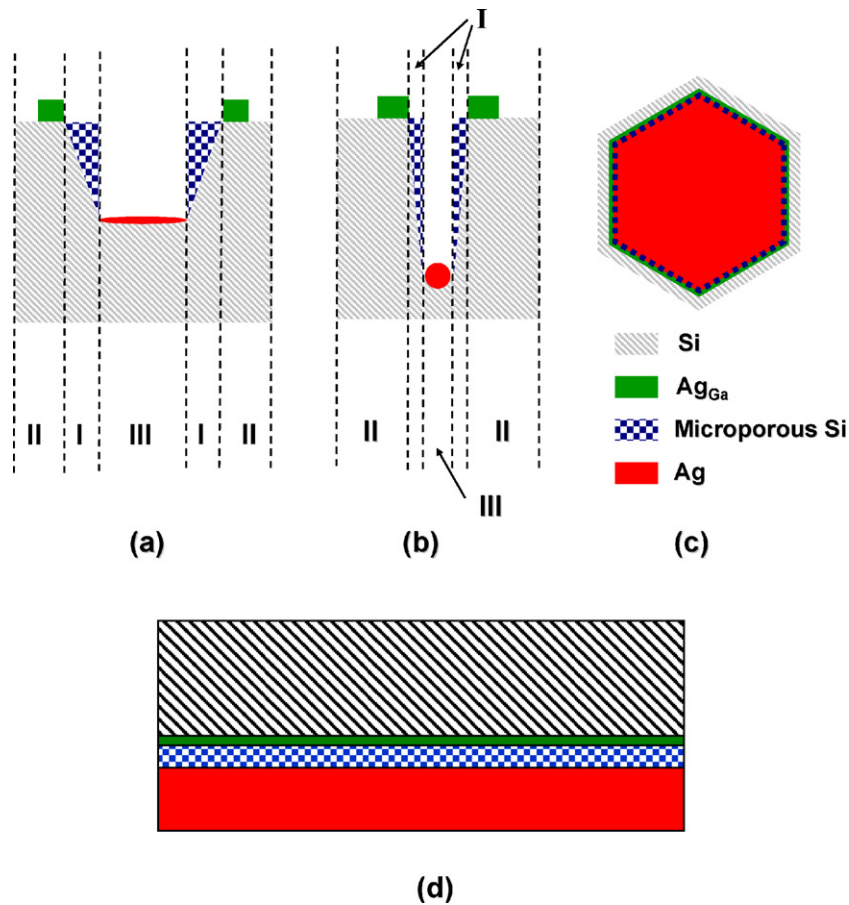 I
II I III I II
II II
III
(a)
(b)
(c)
Si
AgGa
Microporous Si
Ag
(d)